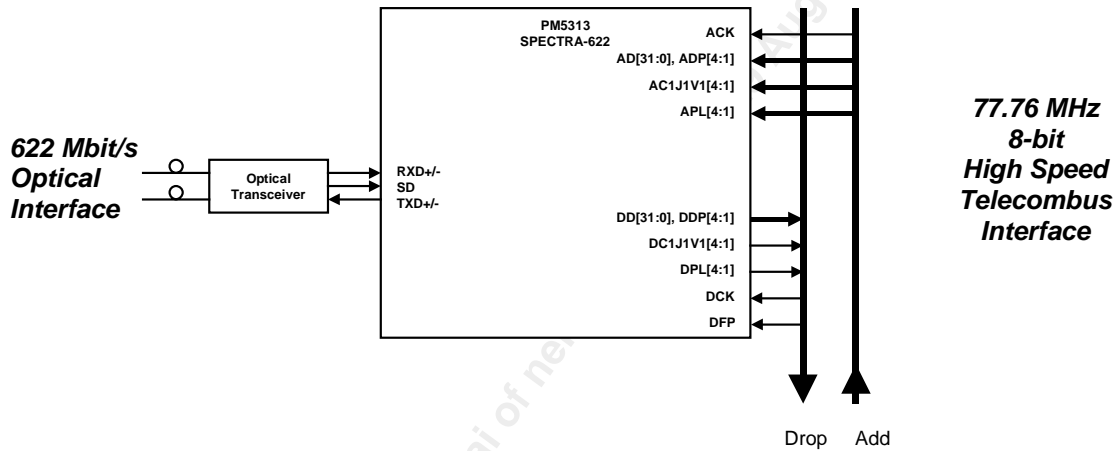 PM5313
SPECTRA-622
ACK
AD[31:0], ADP[4:1]
AC1J1V1[4:1]
APL[4:1]
622 Mbit/s
Optical
Interface
Optical
Transceiver
RXD+/-
SD
TXD+/-
DD[31:0], DDP[4:1]
DC1J1V1[4:1]
DPL[4:1]
DCK
DFP
77.76 MHz
8-bit
High Speed
Telecombus
Interface
Drop Add